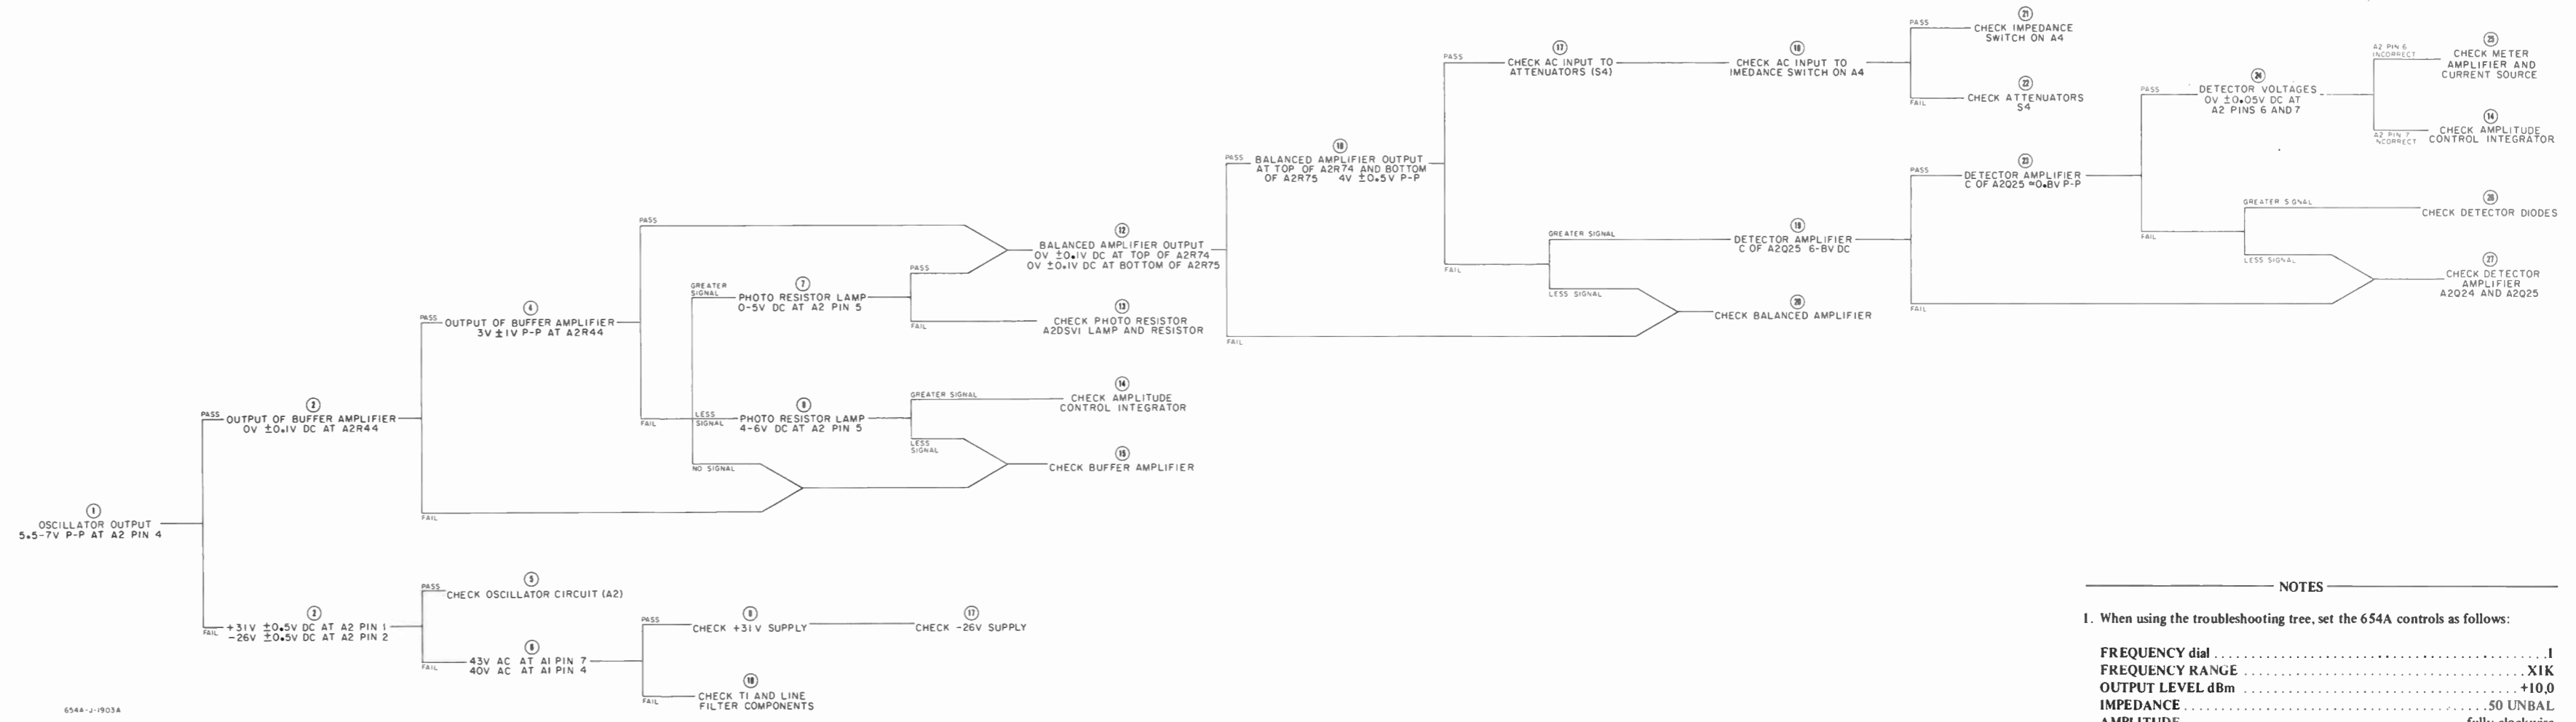 1
OSCILLATOR OUTPUT
5.5-7V P-P AT A2 PIN 4
PASS
3
OUTPUT OF BUFFER AMPLIFIER
0V ±0.1V DC AT A2R44
FAIL
2
+31V ±0.5V DC AT A2 PIN 1
-26V ±0.5V DC AT A2 PIN 2
PASS
4
OUTPUT OF BUFFER AMPLIFIER
3V ±1V P-P AT A2R44
FAIL
PASS
5
CHECK OSCILLATOR CIRCUIT (A2)
FAIL
6
43V AC AT A1 PIN 7
40V AC AT A1 PIN 4
PASS
FAIL
GREATER
SIGNAL
7
PHOTO RESISTOR LAMP
0-5V DC AT A2 PIN 5
LESS
SIGNAL
PHOTO RESISTOR LAMP
4-6V DC AT A2 PIN 5
NO SIGNAL
PASS
CHECK +31V SUPPLY
17
CHECK -26V SUPPLY
FAIL
CHECK T1 AND LINE
FILTER COMPONENTS
PASS
12
BALANCED AMPLIFIER OUTPUT
0V ±0.1V DC AT TOP OF A2R74
0V ±0.1V DC AT BOTTOM OF A2R75
FAIL
13
CHECK PHOTO RESISTOR
A2DSV1 LAMP AND RESISTOR
GREATER SIGNAL
14
CHECK AMPLITUDE
CONTROL INTEGRATOR
LESS
SIGNAL
15
CHECK BUFFER AMPLIFIER
PASS
BALANCED AMPLIFIER OUTPUT
AT TOP OF A2R74 AND BOTTOM
OF A2R75 4V ±0.5V P-P
FAIL
PASS
17
CHECK AC INPUT TO
ATTENUATORS (S4)
CHECK AC INPUT TO
IMEDANCE SWITCH ON A4
FAIL
GREATER SIGNAL
19
DETECTOR AMPLIFIER
C OF A2Q25 6-8V DC
LESS SIGNAL
20
CHECK BALANCED AMPLIFIER
PASS
21
CHECK IMPEDANCE
SWITCH ON A4
FAIL
22
CHECK ATTENUATORS
S4
PASS
23
DETECTOR AMPLIFIER
C OF A2Q25 ≈0.8V P-P
FAIL
PASS
24
DETECTOR VOLTAGES
0V ±0.05V DC AT
A2 PINS 6 AND 7
FAIL
A2 PIN 6
INCORRECT
25
CHECK METER
AMPLIFIER AND
CURRENT SOURCE
A2 PIN 7
INCORRECT
14
CHECK AMPLITUDE
CONTROL INTEGRATOR
GREATER SIGNAL
26
CHECK DETECTOR DIODES
LESS SIGNAL
27
CHECK DETECTOR
AMPLIFIER
A2Q24 AND A2Q25
NOTES
1. When using the troubleshooting tree, set the 654A controls as follows:
FREQUENCY dial 1
FREQUENCY RANGE X1K
OUTPUT LEVEL dBm +10.0
IMPEDANCE 50 UNBAL
AMPLITUDE fully clockwise
654A-J-1903A